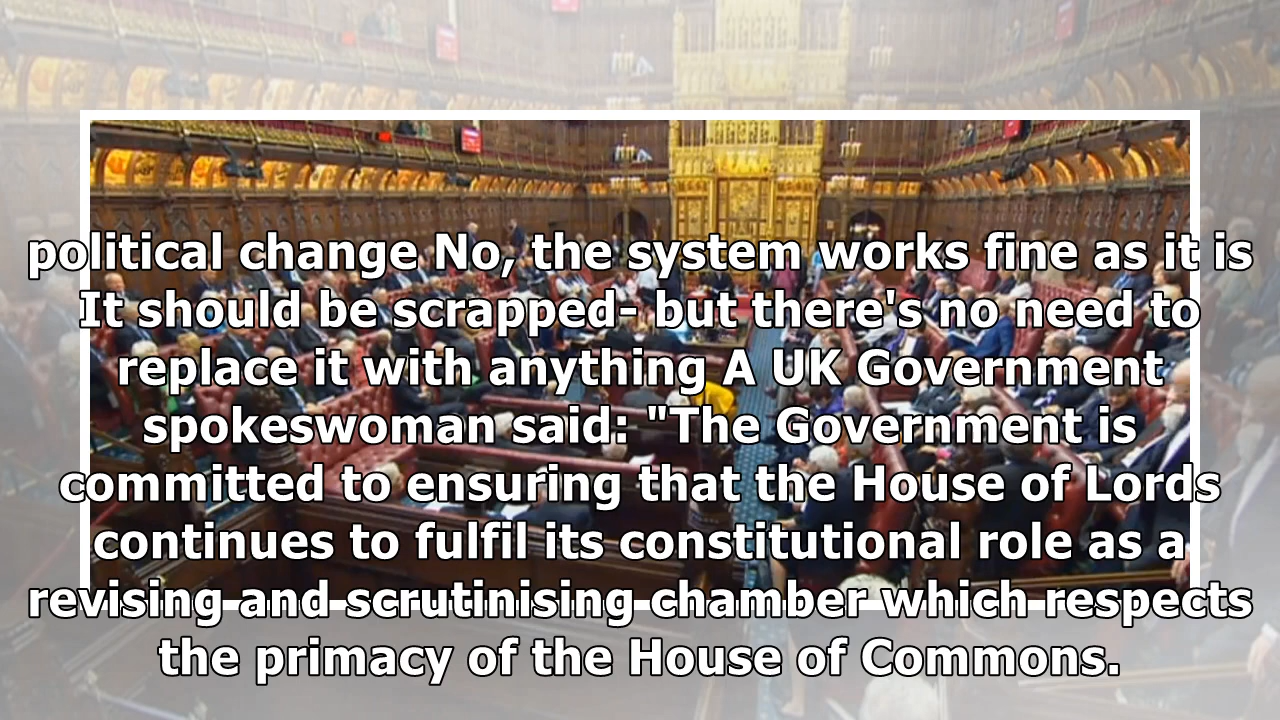 political change No, the system works fine as it is
It should be scrapped- but there's no need to
replace it with anything A UK Government
spokeswoman said: "The Government is
committed to ensuring that the House of Lords
continues to fulfil its constitutional role as a
revising and scrutinising chamber which respects
the primacy of the House of Commons.